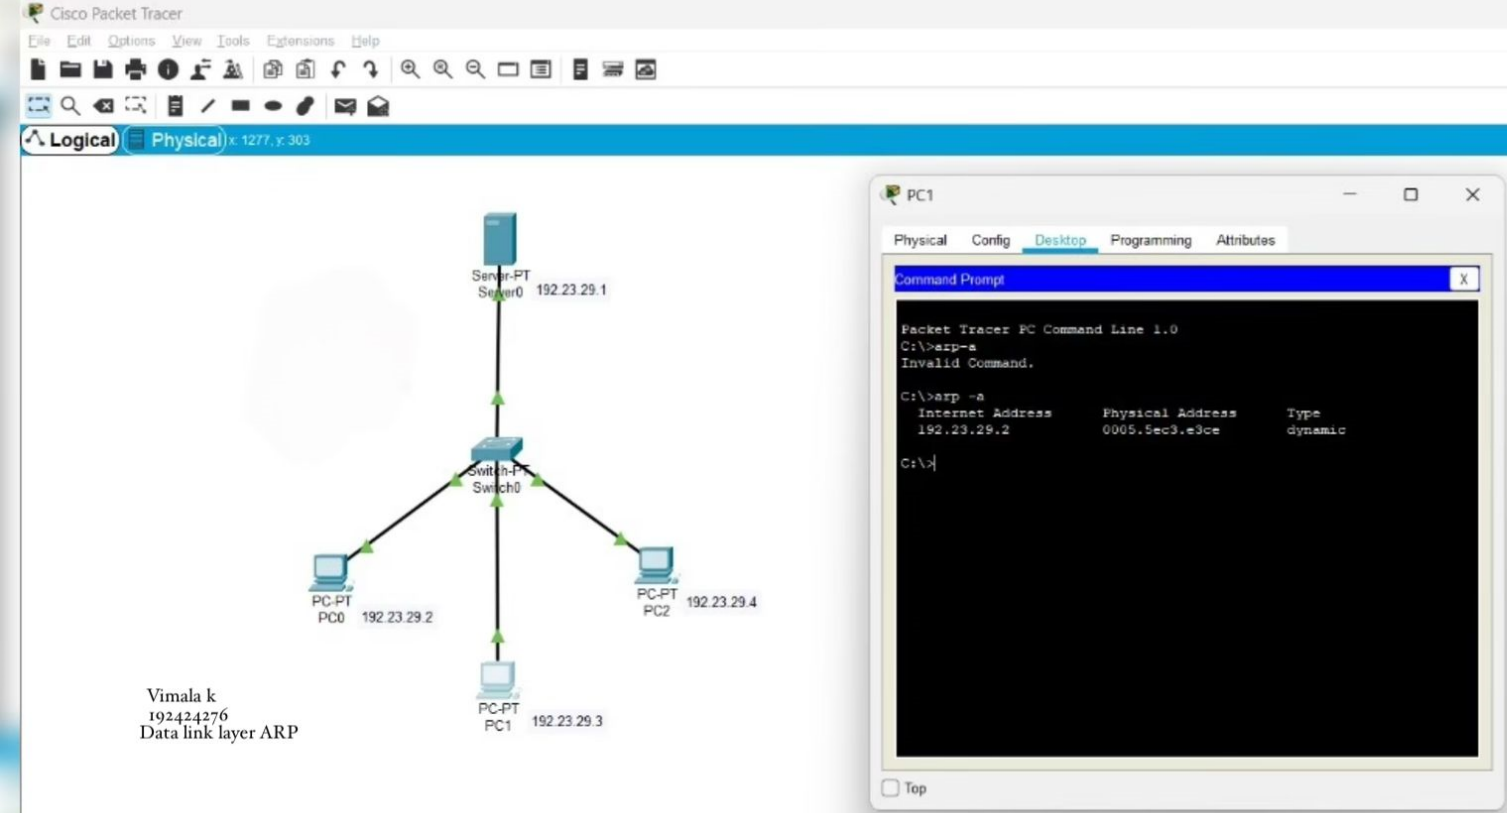 Cisco Packet Tracer
File Edit Options View Tools Extensions Help
Logical Physical x: 1277, y: 303
Server-PT
Server0 192.23.29.1
Switch-PT
Switch0
PC-PT
PC0 192.23.29.2
PC-PT
PC2 192.23.29.4
PC-PT
PC1 192.23.29.3
Vimala k
192424276
Data link layer ARP
PC1
Physical Config Desktop Programming Attributes
Command Prompt X
Packet Tracer PC Command Line 1.0
C:\>arp-a
Invalid Command.
C:\>arp -a
Internet Address Physical Address Type
192.23.29.2 0005.5ec3.e3ce dynamic
C:\>
Top